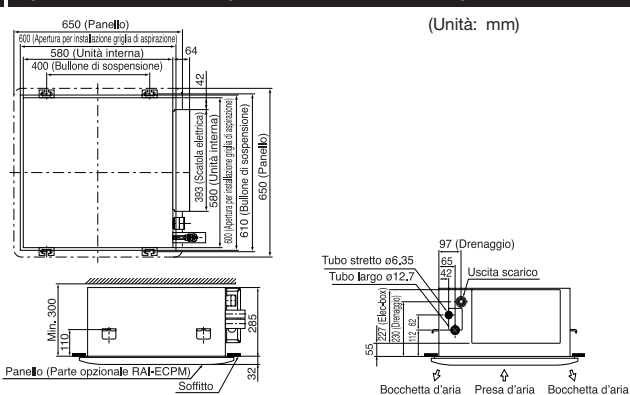 (Unità: mm)
650 (Panello)
600 (Apertura per installazione griglia di aspirazione)
580 (Unità interna)
64
400 (Bullone di sospensione)
42
393 (Scatola elettrica)
580 (Unità interna)
600 (Apertura per installazione griglia di aspirazione)
610 (Bullone di sospensione)
650 (Panello)
Min. 300
110
285
32
Panello (Parte opzionale RAI-ECPM)
Soffitto
97 (Drenaggio)
Tubo stretto ø6.35
65
Uscita scarico
Tubo largo ø12.7
42
227 (Elec-box)
230 (Drenaggio)
112
62
55
Bocchetta d'aria
Presa d'aria
Bocchetta d'aria